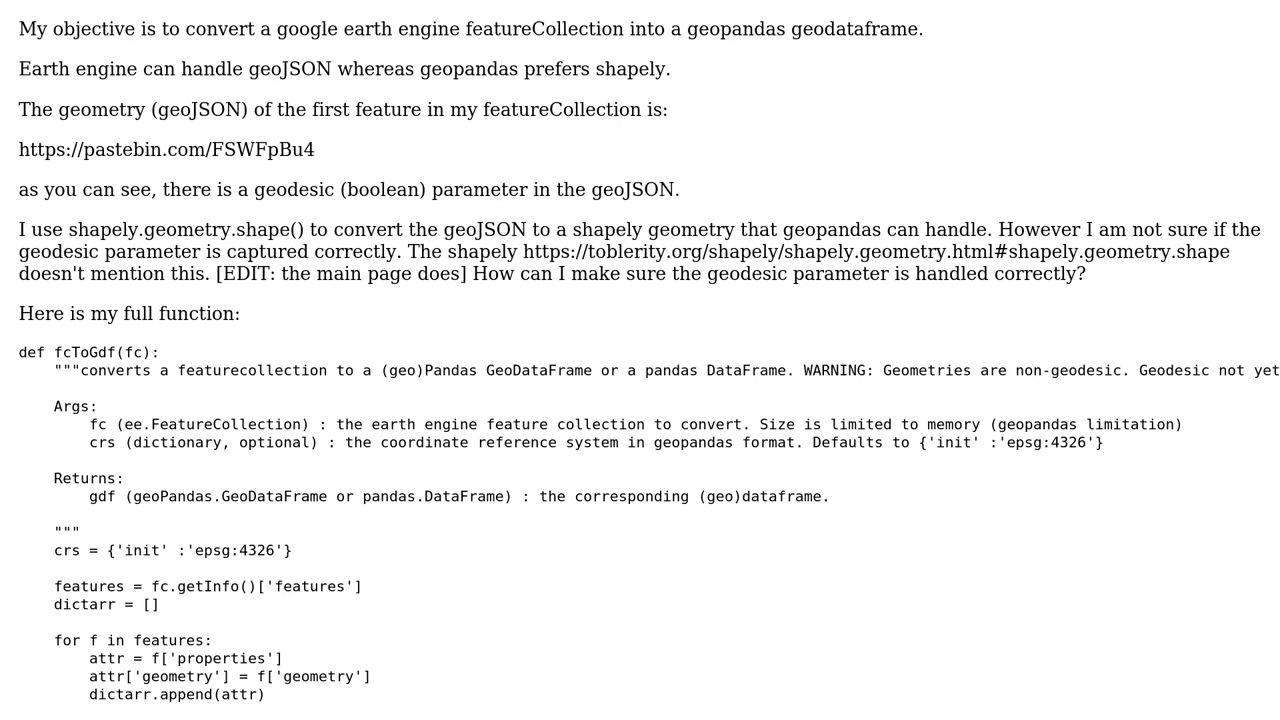 My objective is to convert a google earth engine featureCollection into a geopandas geodataframe.
Earth engine can handle geoJSON whereas geopandas prefers shapely.
The geometry (geoJSON) of the first feature in my featureCollection is:
https://pastebin.com/FSWFpBu4
as you can see, there is a geodesic (boolean) parameter in the geoJSON.
I use shapely.geometry.shape() to convert the geoJSON to a shapely geometry that geopandas can handle. However I am not sure if the
geodesic parameter is captured correctly. The shapely https://toblerity.org/shapely/shapely.geometry.html#shapely.geometry.shape
doesn't mention this. [EDIT: the main page does] How can I make sure the geodesic parameter is handled correctly?
Here is my full function:
def fcToGdf(fc):
    """converts a featurecollection to a (geo)Pandas GeoDataFrame or a pandas DataFrame. WARNING: Geometries are non-geodesic. Geodesic not yet
    Args:
        fc (ee.FeatureCollection) : the earth engine feature collection to convert. Size is limited to memory (geopandas limitation)
        crs (dictionary, optional) : the coordinate reference system in geopandas format. Defaults to {'init' :'epsg:4326'}
    Returns:
        gdf (geoPandas.GeoDataFrame or pandas.DataFrame) : the corresponding (geo)dataframe.
    """
    crs = {'init' :'epsg:4326'}
    features = fc.getInfo()['features']
    dictarr = []
    for f in features:
        attr = f['properties']
        attr['geometry'] = f['geometry']
        dictarr.append(attr)